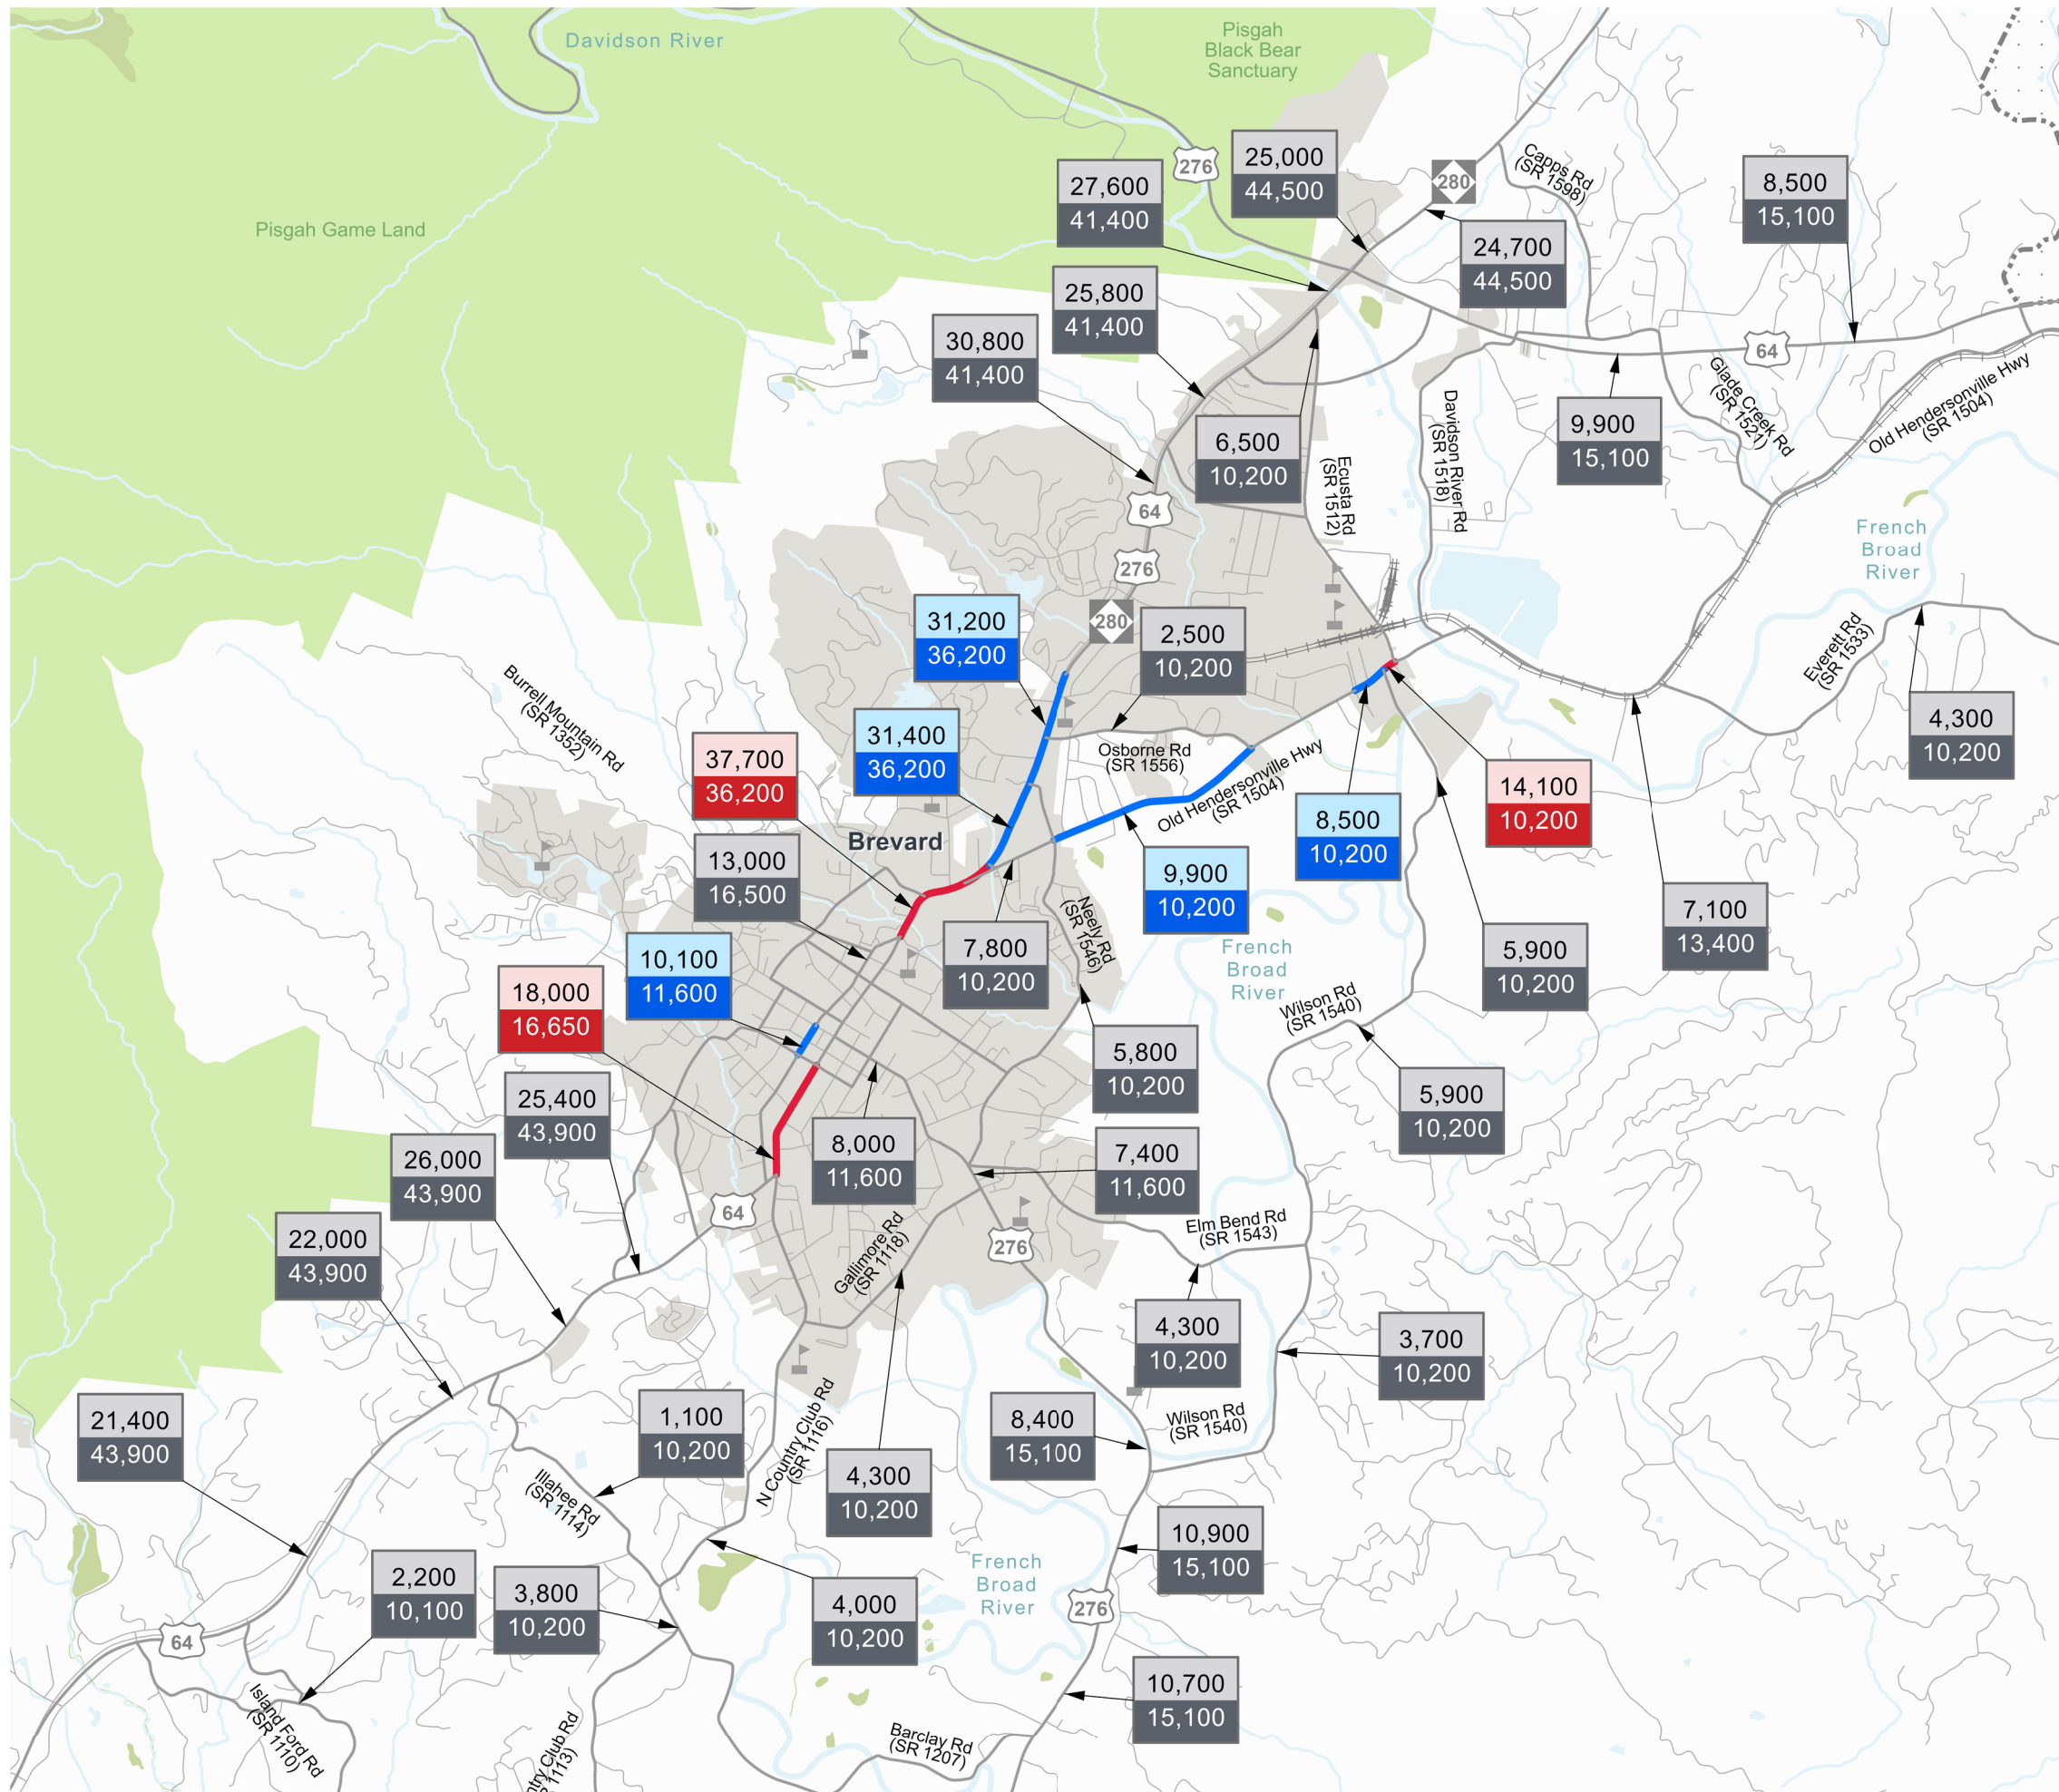 Davidson River
Pisgah
Black Bear
Sanctuary
276
25,000
44,500
27,600
41,400
280
Capps Rd
(SR 1598)
8,500
15,100
Pisgah Game Land
24,700
44,500
25,800
41,400
30,800
41,400
64
6,500
10,200
Ecusta Rd
(SR 1512)
Davidson River Rd
(SR 1518)
9,900
15,100
Glade Creek Rd
(SR 1521)
Old Hendersonville Hwy
(SR 1504)
64
276
280
French
Broad
River
31,200
36,200
2,500
10,200
Everett Rd
(SR 1533)
Burrell Mountain Rd
(SR 1352)
4,300
10,200
31,400
36,200
37,700
36,200
Osborne Rd
(SR 1556)
Old Hendersonville Hwy
(SR 1504)
8,500
10,200
14,100
10,200
Brevard
13,000
16,500
9,900
10,200
7,100
13,400
7,800
10,200
Neely Rd
(SR 1546)
French
Broad
River
5,900
10,200
10,100
11,600
18,000
16,650
Wilson Rd
(SR 1540)
5,800
10,200
5,900
10,200
25,400
43,900
26,000
43,900
8,000
11,600
7,400
11,600
64
Gallimore Rd
(SR 1118)
276
Elm Bend Rd
(SR 1543)
22,000
43,900
4,300
10,200
3,700
10,200
21,400
43,900
1,100
10,200
N Country Club Rd
(SR 1116)
8,400
15,100
Wilson Rd
(SR 1540)
4,300
10,200
Illahee Rd
(SR 1114)
10,900
15,100
2,200
10,100
3,800
10,200
4,000
10,200
French
Broad
River
276
64
Island Ford Rd
(SR 1110)
10,700
15,100
Barclay Rd
(SR 1207)
ntry Club Rd
R 1113)